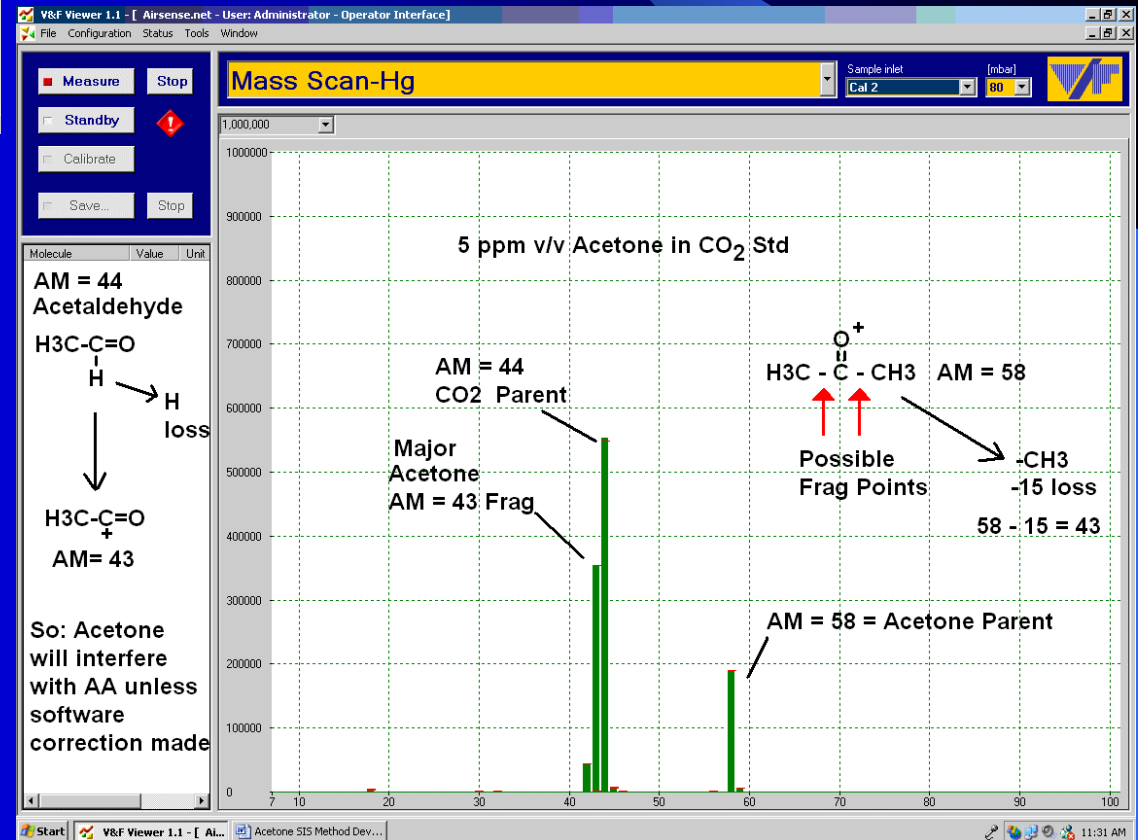 V&F Viewer 1.1 - [ Airsense.net - User: Administrator - Operator Interface]
File Configuration Status Tools Window
Measure Stop
Standby
Calibrate
Save... Stop
Mass Scan-Hg
Sample inlet
Cal 2
[mbar]
80
1,000,000
Molecule Value Unit
AM = 44
Acetaldehyde
H3C-C=O
H
H
loss
H3C-C=O
+
AM= 43
So: Acetone
will interfere
with AA unless
software
correction made
1000000
900000
800000
700000
600000
500000
400000
300000
200000
100000
0
7 10 20 30 40 50 60 70 80 90 100
5 ppm v/v Acetone in CO2 Std
AM = 44
CO2 Parent
Major
Acetone
AM = 43 Frag
+
O
H3C - C - CH3 AM = 58
Possible
Frag Points
-CH3
-15 loss
58 - 15 = 43
AM = 58 = Acetone Parent
Start
V&F Viewer 1.1 - [ Ai...
Acetone SIS Method Dev...
11:31 AM